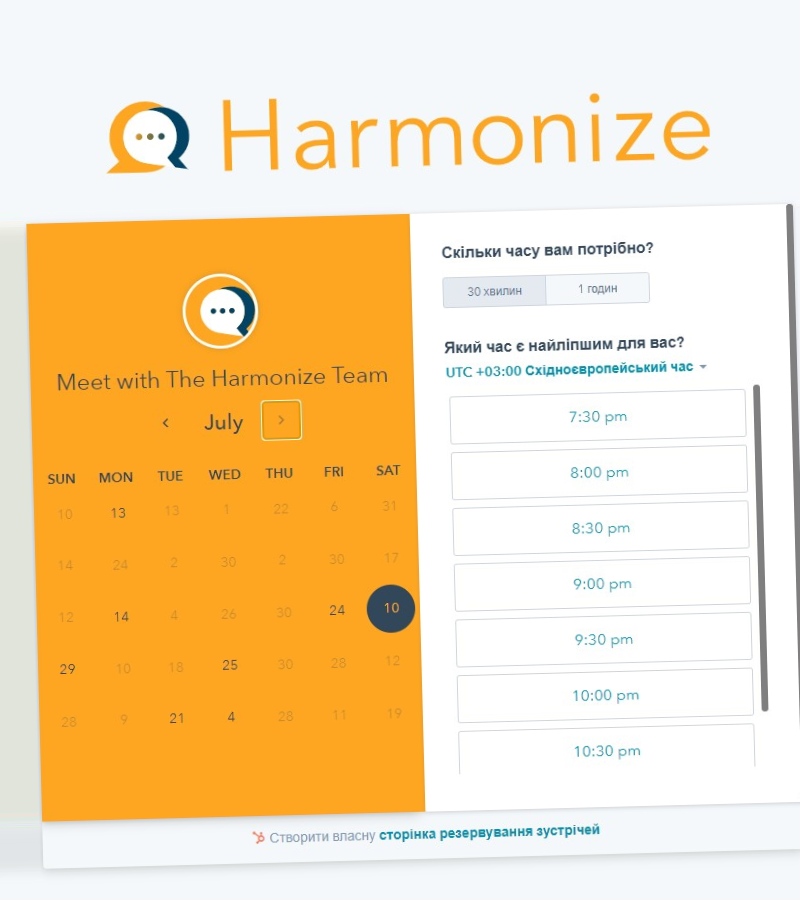 Harmonize
Meet with The Harmonize Team
July
SUN MON TUE WED THU FRI SAT
10 13 13 1 22 6 31
14 24 2 30 2 30 17
12 14 4 26 30 24 10
29 10 18 25 30 28 12
28 9 21 4 28 11 19
Скільки часу вам потрібно?
30 хвилин 1 годин
Який час є найліпшим для вас?
UTC +03:00 Східноєвропейський час
7:30 pm
8:00 pm
8:30 pm
9:00 pm
9:30 pm
10:00 pm
10:30 pm
Створити власну сторінка резервування зустрічей